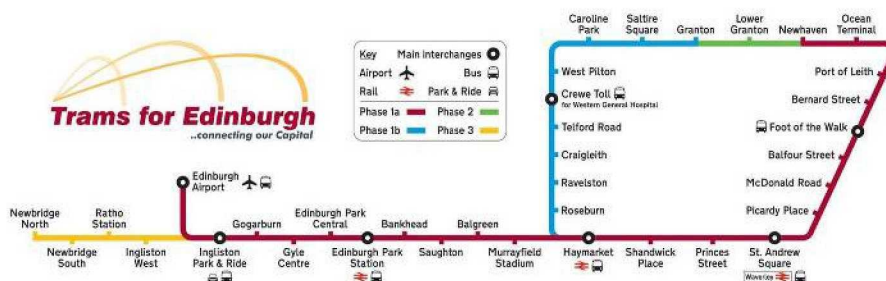 Trams for Edinburgh
..connecting our Capital
Key
Main interchanges
Airport
Bus
Rail
Park & Ride
Phase 1a
Phase 2
Phase 1b
Phase 3
Caroline
Park
Saltire
Square
Granton
Lower
Granton
Newhaven
Ocean
Terminal
West Pilton
Crewe Toll
for Western General Hospital
Telford Road
Craigleith
Ravelston
Roseburn
Port of Leith
Bernard Street
Foot of the Walk
Balfour Street
McDonald Road
Picardy Place
Edinburgh
Airport
Newbridge
North
Ratho
Station
Gogarburn
Edinburgh Park
Central
Bankhead
Balgreen
Newbridge
South
Ingliston
West
Ingliston
Park & Ride
Gyle
Centre
Edinburgh Park
Station
Saughton
Murrayfield
Stadium
Haymarket
Shandwick
Place
Princes
Street
St. Andrew
Square
Waverley